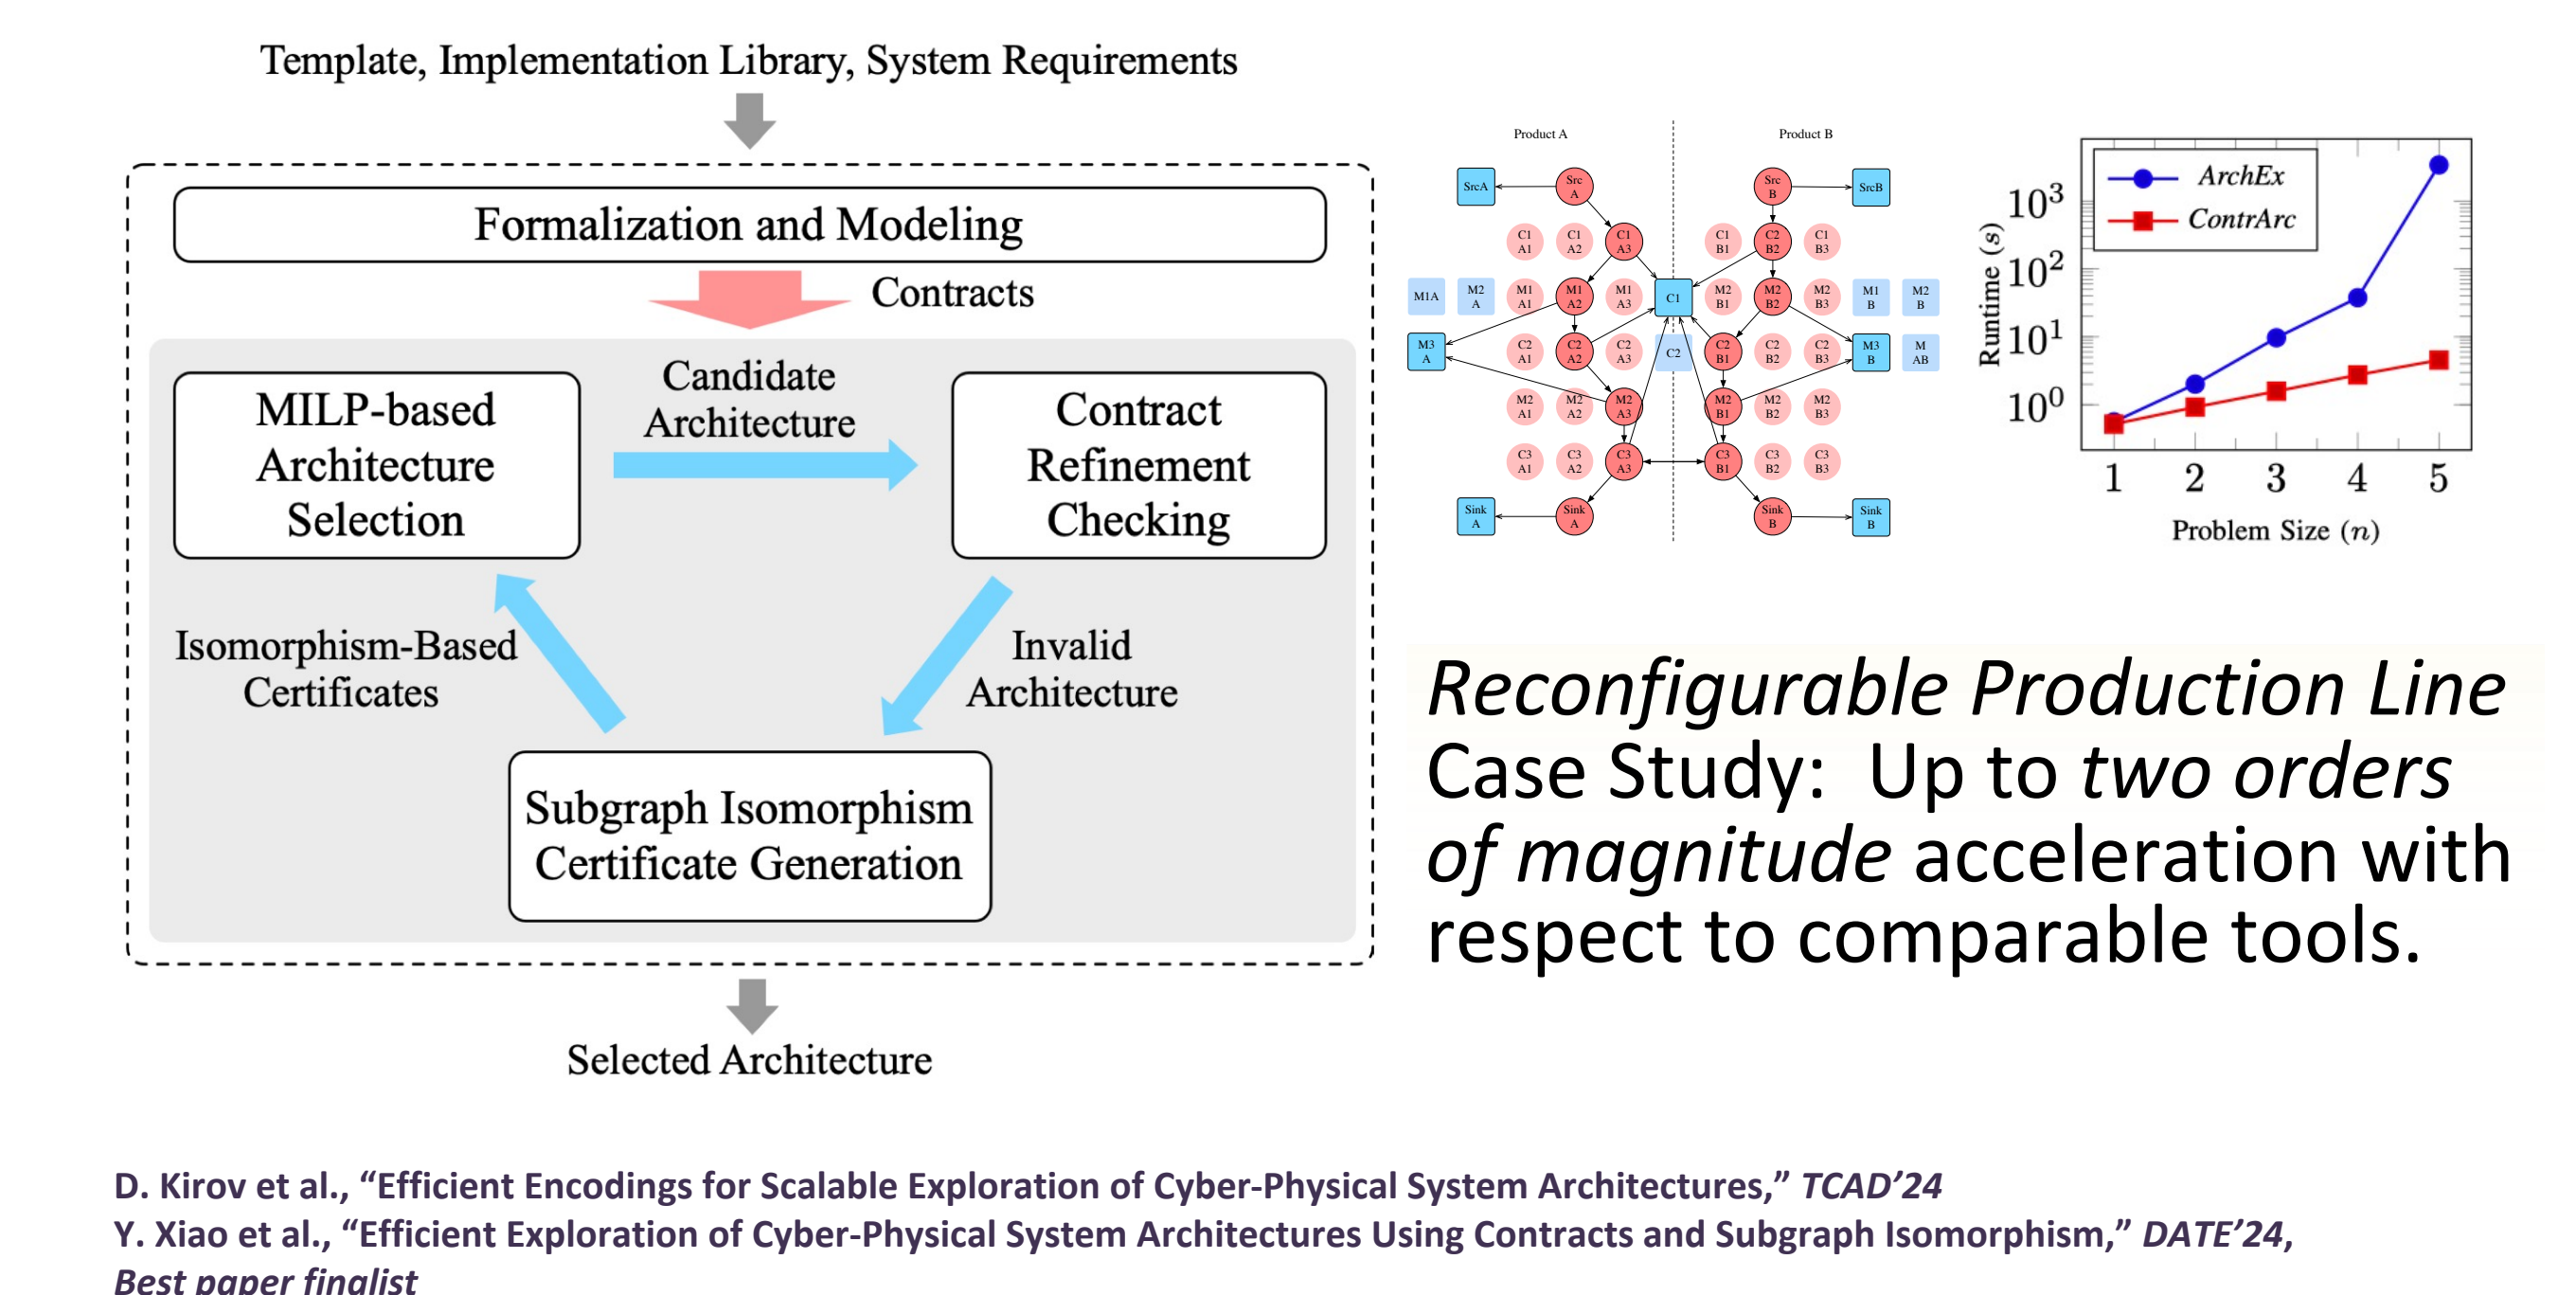 Template, Implementation Library, System Requirements
Formalization and Modeling
Contracts
MILP-based
Architecture
Selection
Candidate
Architecture
Contract
Refinement
Checking
Isomorphism-Based
Certificates
Invalid
Architecture
Subgraph Isomorphism
Certificate Generation
Selected Architecture
Product A
Product B
SrcA
Src
A
Src
B
SrcB
C1
A1
C1
A2
C1
A3
C1
B1
C2
B2
C1
B3
M1A
M2
A
M1
A1
M1
A2
M1
A3
C1
M2
B1
M2
B2
M2
B3
M1
B
M2
B
M3
A
C2
A1
C2
A2
C2
A3
C2
C2
B1
C2
B2
C2
B3
M3
B
M
AB
M2
A1
M2
A2
M2
A3
M2
B1
M2
B2
M2
B3
C3
A1
C3
A2
C3
A3
C3
B1
C3
B2
C3
B3
Sink
A
Sink
A
Sink
B
Sink
B
ArchEx
ContrArc
Runtime (s)
10³
10²
10¹
10⁰
1 2 3 4 5
Problem Size (n)
Reconfigurable Production Line
Case Study: Up to two orders
of magnitude acceleration with
respect to comparable tools.
D. Kirov et al., “Efficient Encodings for Scalable Exploration of Cyber-Physical System Architectures,” TCAD’24
Y. Xiao et al., “Efficient Exploration of Cyber-Physical System Architectures Using Contracts and Subgraph Isomorphism,” DATE’24,
Best paper finalist